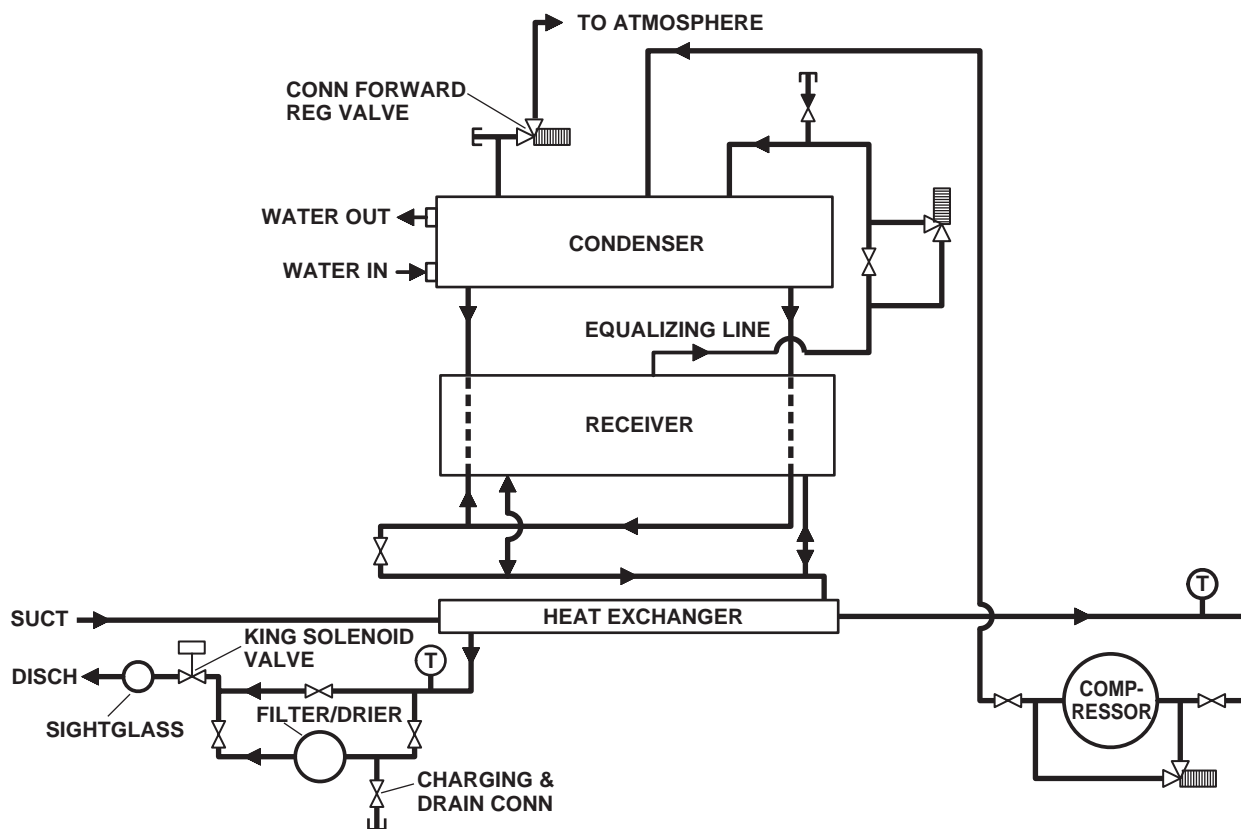 TO ATMOSPHERE
CONN FORWARD
REG VALVE
WATER OUT
CONDENSER
WATER IN
EQUALIZING LINE
RECEIVER
T
SUCT
HEAT EXCHANGER
KING SOLENOID
VALVE
T
DISCH
COMP-
RESSOR
SIGHTGLASS
FILTER/DRIER
CHARGING &
DRAIN CONN